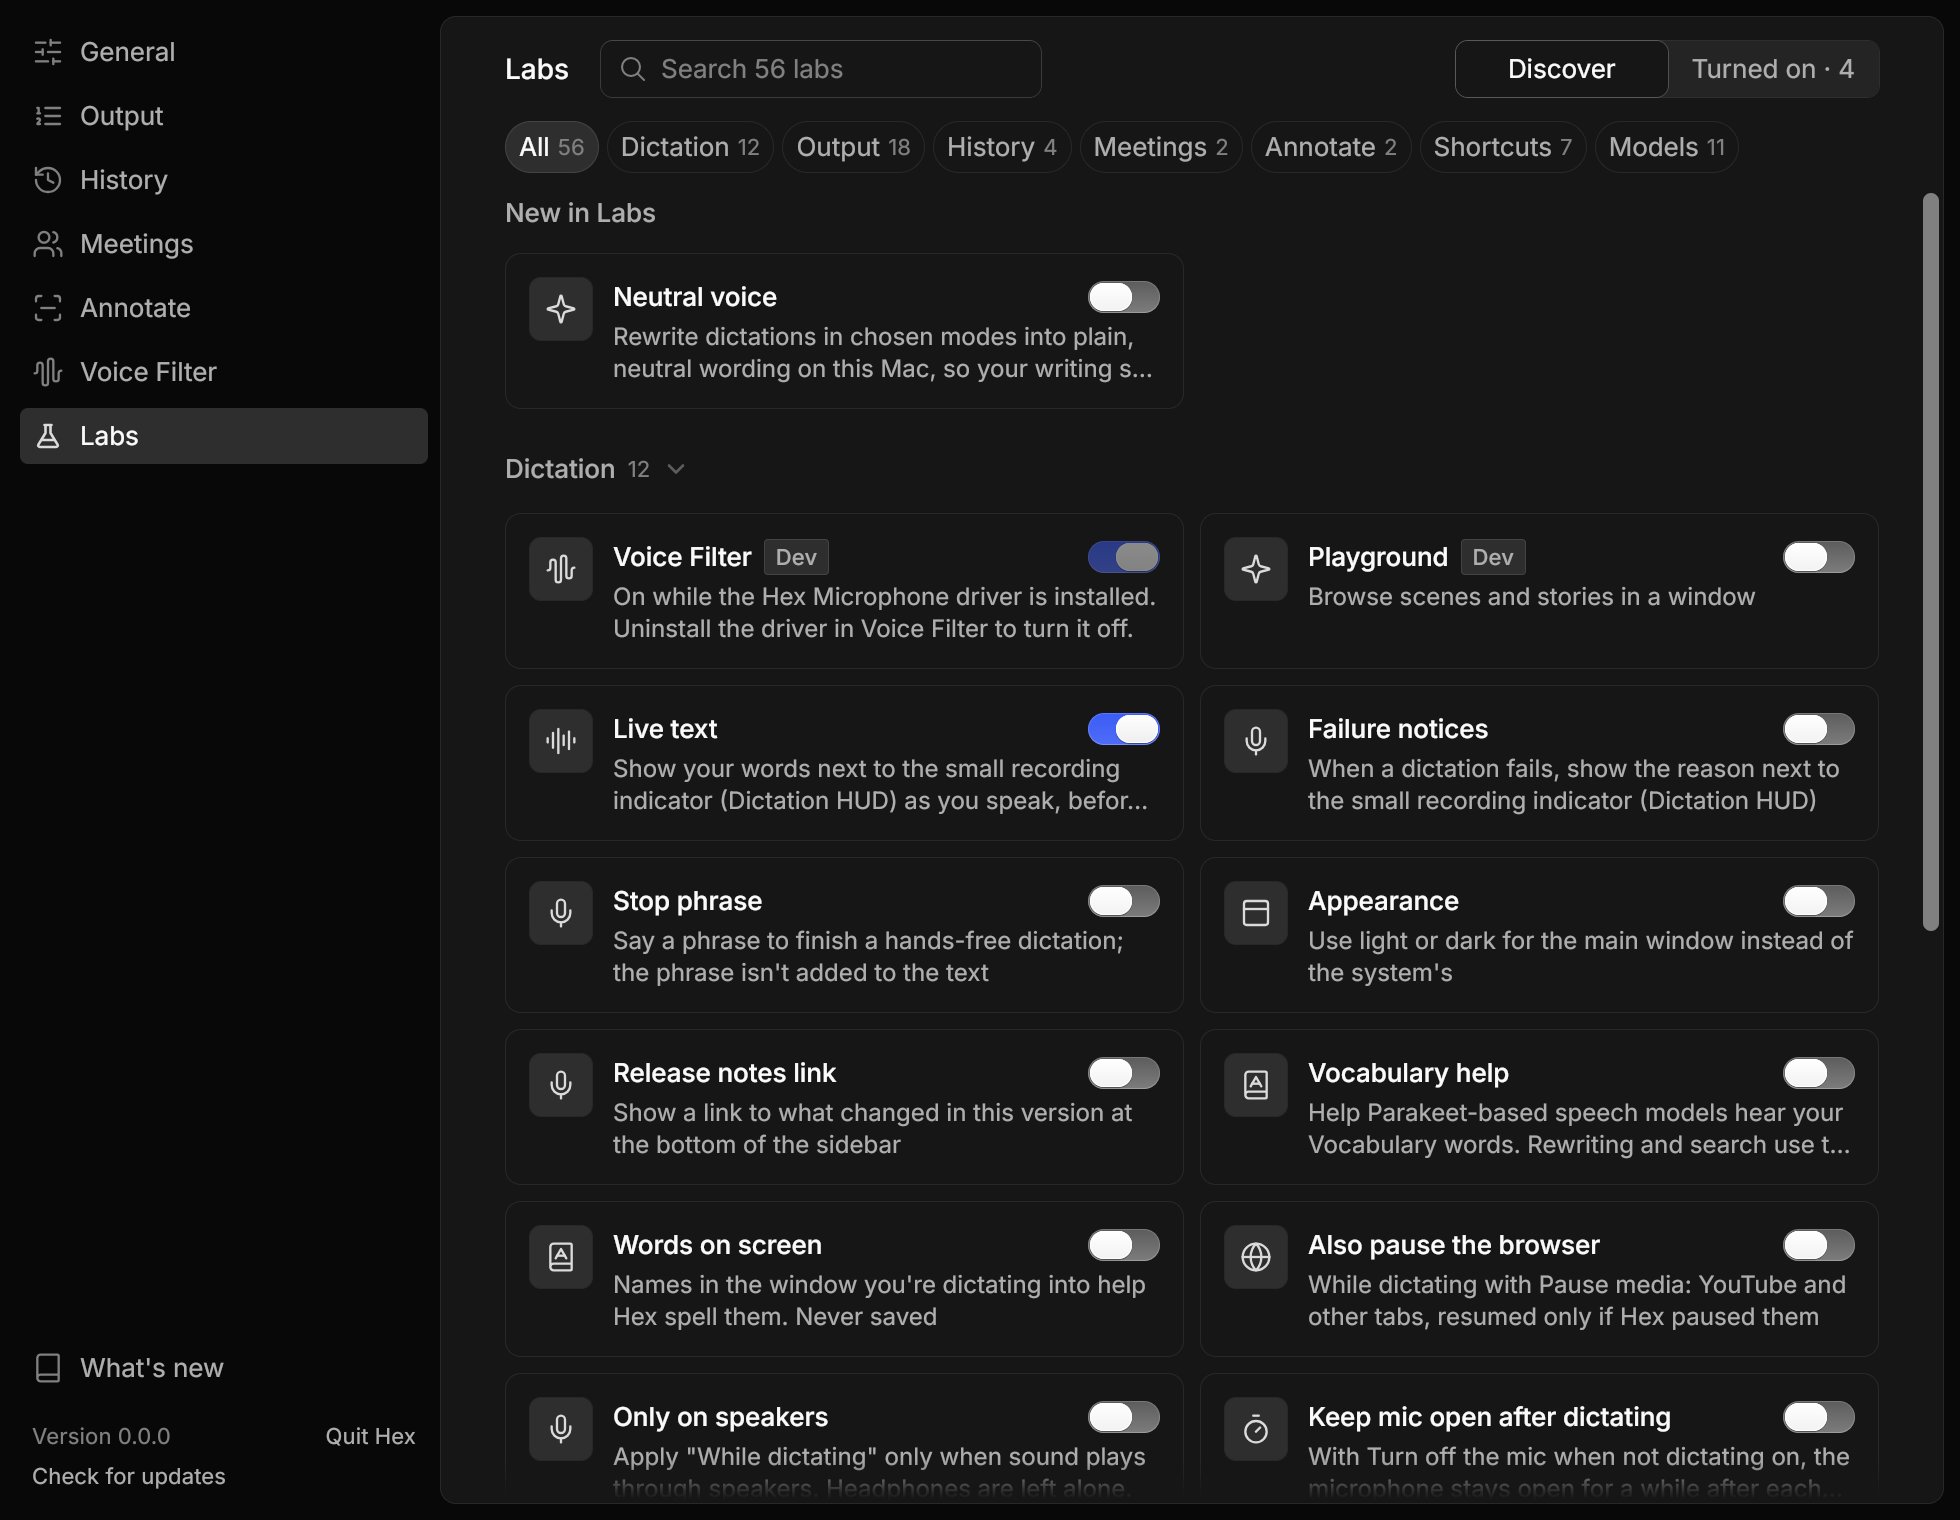 General
Output
History
Meetings
Annotate
Voice Filter
Labs
What's new
Version 0.0.0
Quit Hex
Check for updates
Labs
Search 56 labs
Discover
Turned on · 4
All 56
Dictation 12
Output 18
History 4
Meetings 2
Annotate 2
Shortcuts 7
Models 11
New in Labs
Neutral voice
Rewrite dictations in chosen modes into plain,
neutral wording on this Mac, so your writing s...
Dictation 12
Voice Filter Dev
On while the Hex Microphone driver is installed.
Uninstall the driver in Voice Filter to turn it off.
Playground Dev
Browse scenes and stories in a window
Live text
Show your words next to the small recording
indicator (Dictation HUD) as you speak, befor...
Failure notices
When a dictation fails, show the reason next to
the small recording indicator (Dictation HUD)
Stop phrase
Say a phrase to finish a hands-free dictation;
the phrase isn't added to the text
Appearance
Use light or dark for the main window instead of
the system's
Release notes link
Show a link to what changed in this version at
the bottom of the sidebar
Vocabulary help
Help Parakeet-based speech models hear your
Vocabulary words. Rewriting and search use t...
Words on screen
Names in the window you're dictating into help
Hex spell them. Never saved
Also pause the browser
While dictating with Pause media: YouTube and
other tabs, resumed only if Hex paused them
Only on speakers
Apply "While dictating" only when sound plays
through speakers. Headphones are left alone.
Keep mic open after dictating
With Turn off the mic when not dictating on, the
microphone stays open for a while after each...